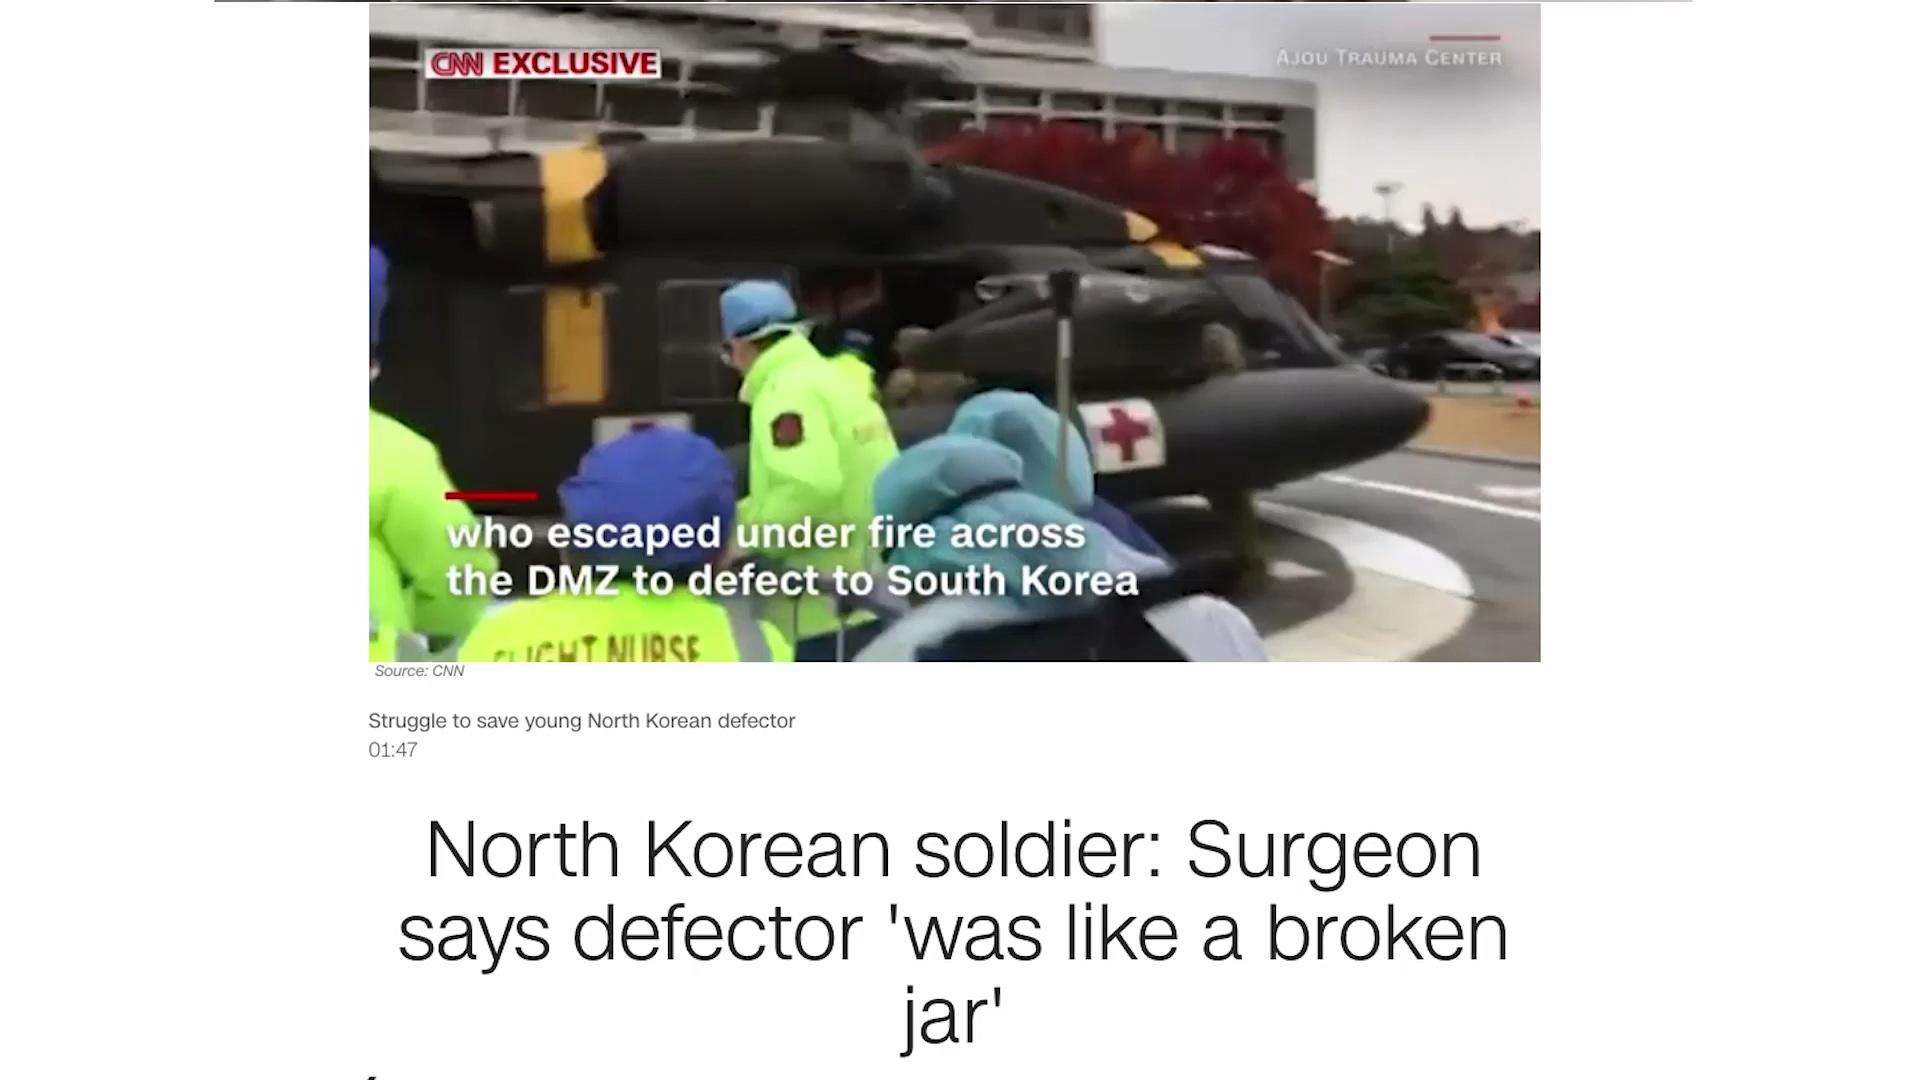 CNN EXCLUSIVE
AJOU TRAUMA CENTER
who escaped under fire across
the DMZ to defect to South Korea
FLIGHT NURSE
Source: CNN
Struggle to save young North Korean defector
01:47
North Korean soldier: Surgeon
says defector 'was like a broken
jar'